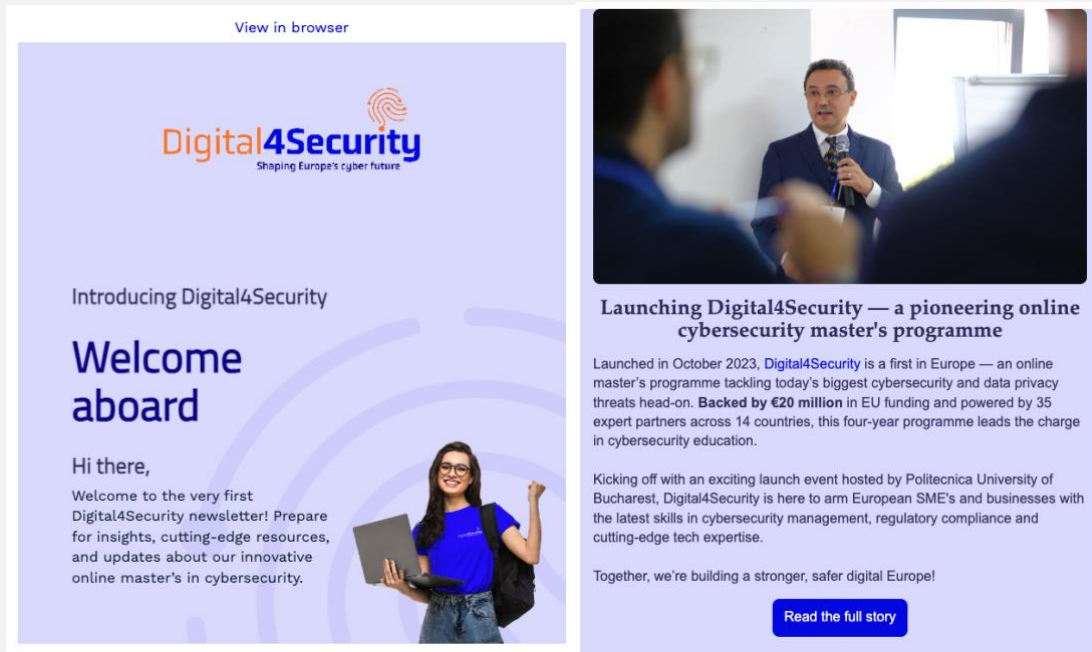 View in browser
Digital4Security
Shaping Europe's cyber future
Introducing Digital4Security
Welcome
aboard
Hi there,
Welcome to the very first
Digital4Security newsletter! Prepare
for insights, cutting-edge resources,
and updates about our innovative
online master's in cybersecurity.
Launching Digital4Security — a pioneering online
cybersecurity master's programme
Launched in October 2023, Digital4Security is a first in Europe — an online
master's programme tackling today's biggest cybersecurity and data privacy
threats head-on. Backed by €20 million in EU funding and powered by 35
expert partners across 14 countries, this four-year programme leads the charge
in cybersecurity education.
Kicking off with an exciting launch event hosted by Politecnica University of
Bucharest, Digital4Security is here to arm European SME's and businesses with
the latest skills in cybersecurity management, regulatory compliance and
cutting-edge tech expertise.
Together, we're building a stronger, safer digital Europe!
Read the full story